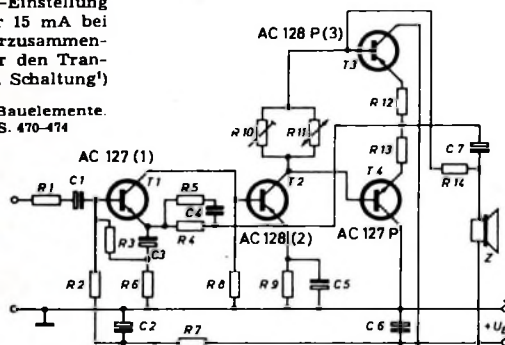 -Einstellung
r 15 mA bei
rzusammen-
r den Tran-
Schaltung¹)
Bauelemente.
S. 470-474
AC 128 P(3)
T3
R12
R10
R11
R13
C7
AC 127 (1)
R14
R1
C1
T1
R5
T2
T4
C4
R4
R3
C3
AC128(2)
AC 127 P
Z
R2
R6
R8
R9
C5
C2
R7
C6